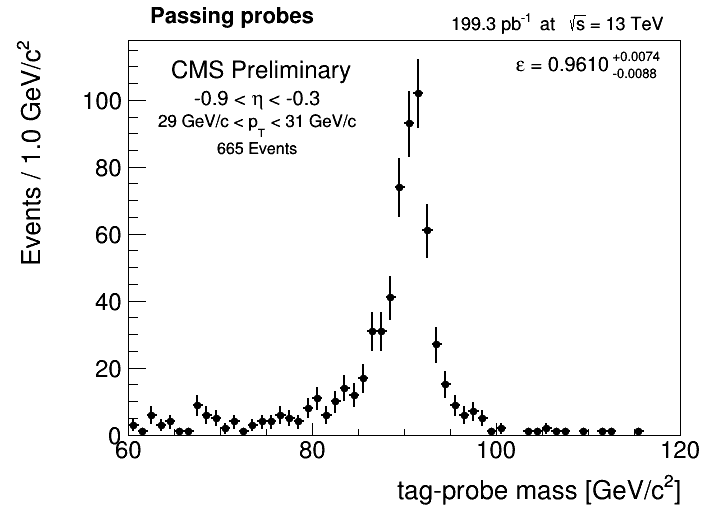 Passing probes
199.3 pb⁻¹ at √s = 13 TeV
CMS Preliminary
ε = 0.9610 +0.0074 -0.0088
-0.9 < η < -0.3
29 GeV/c < p_T < 31 GeV/c
665 Events
Events / 1.0 GeV/c²
100
80
60
40
20
0
60 80 100 120
tag-probe mass [GeV/c²]